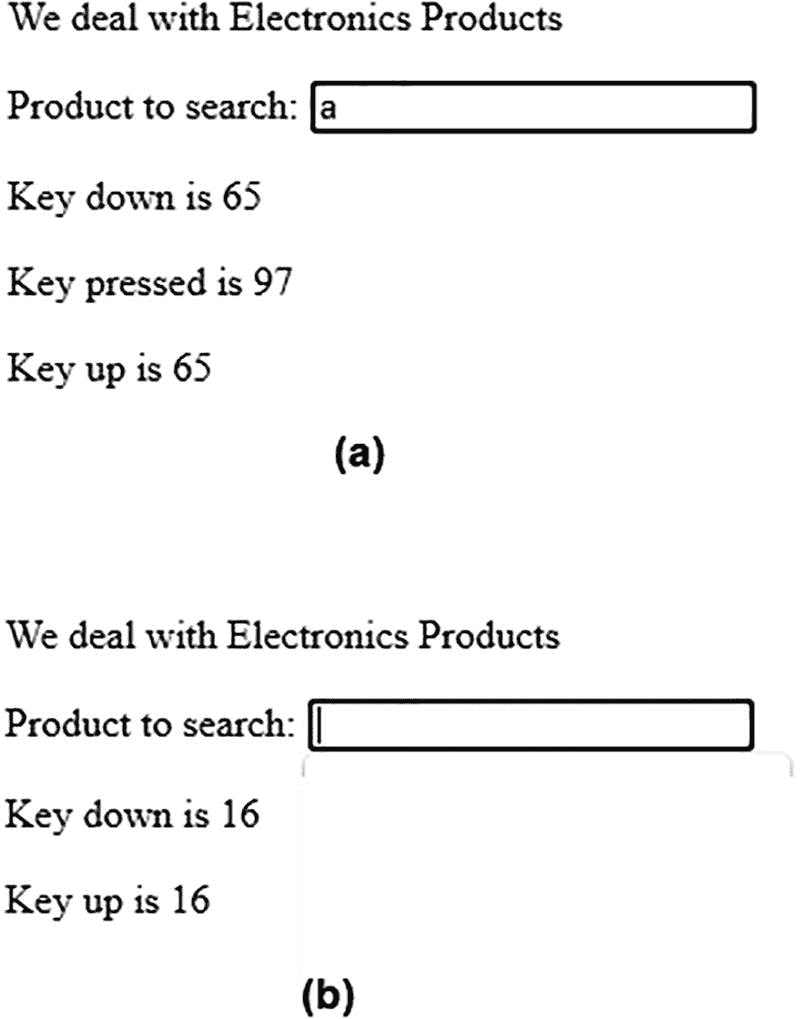 We deal with Electronics Products
Product to search: a
Key down is 65
Key pressed is 97
Key up is 65
(a)
We deal with Electronics Products
Product to search:
Key down is 16
Key up is 16
(b)